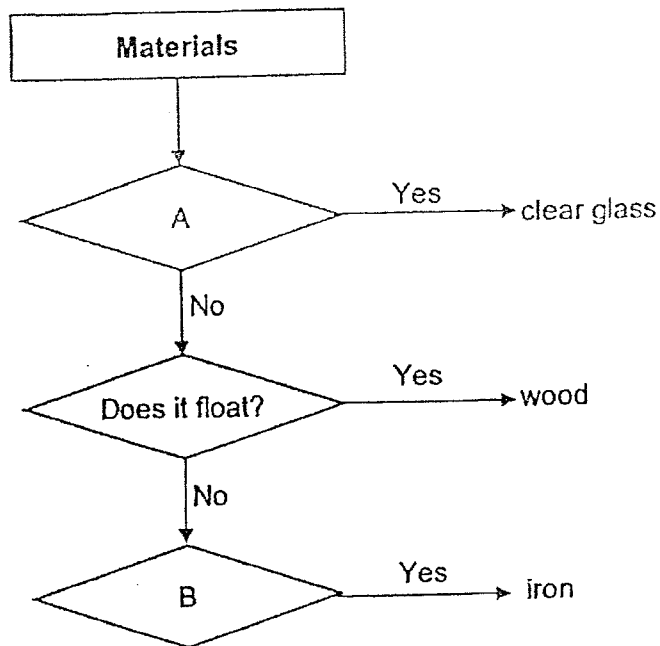 Materials
A
Yes
clear glass
No
Does it float?
Yes
wood
No
B
Yes
iron